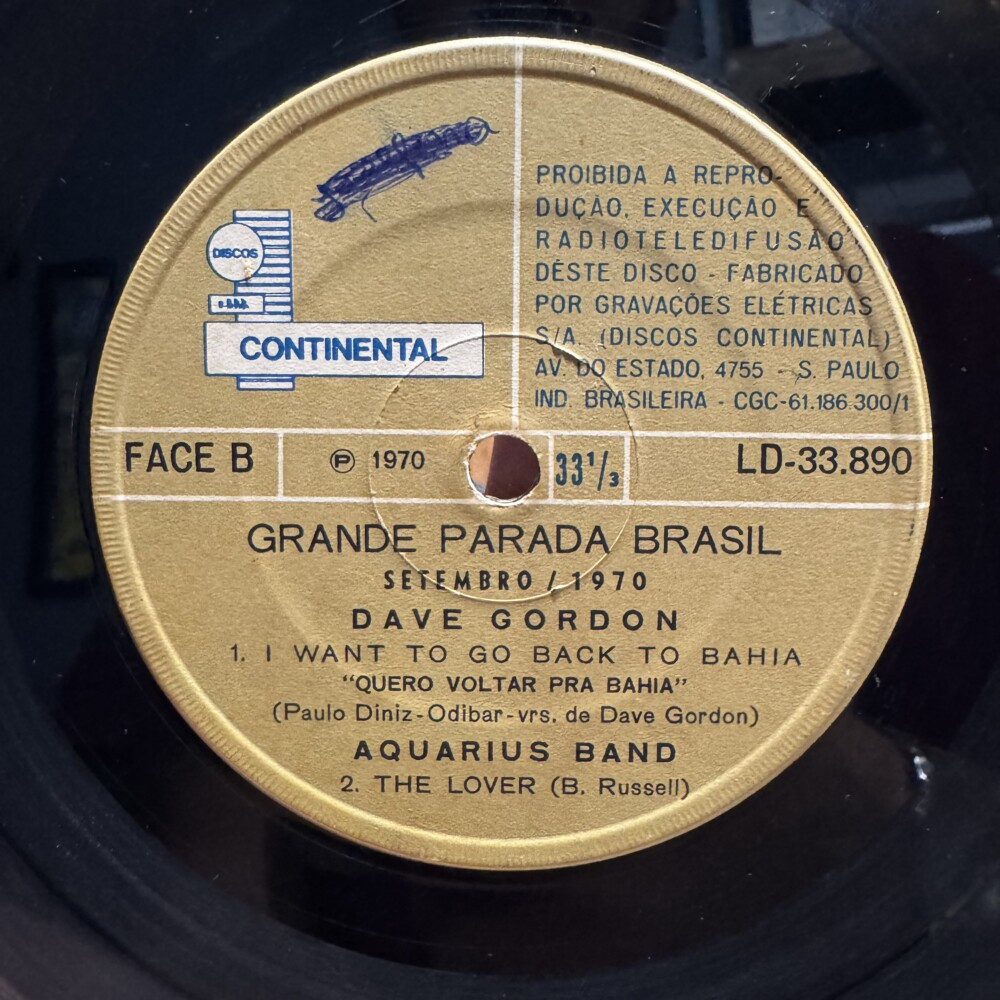 DISCOS
CONTINENTAL
PROIBIDA A REPRO-
DUÇÃO, EXECUÇÃO E
RADIOTELEDIFUSÃO
DÊSTE DISCO - FABRICADO
POR GRAVAÇÕES ELÉTRICAS
S/A. (DISCOS CONTINENTAL)
AV. DO ESTADO, 4755 - S. PAULO
IND. BRASILEIRA - CGC-61.186.300/1
FACE B ℗ 1970 33 1/3 LD-33.890
GRANDE PARADA BRASIL
SETEMBRO / 1970
DAVE GORDON
1. I WANT TO GO BACK TO BAHIA
"QUERO VOLTAR PRA BAHIA"
(Paulo Diniz - Odibar - vrs. de Dave Gordon)
AQUARIUS BAND
2. THE LOVER (B. Russell)